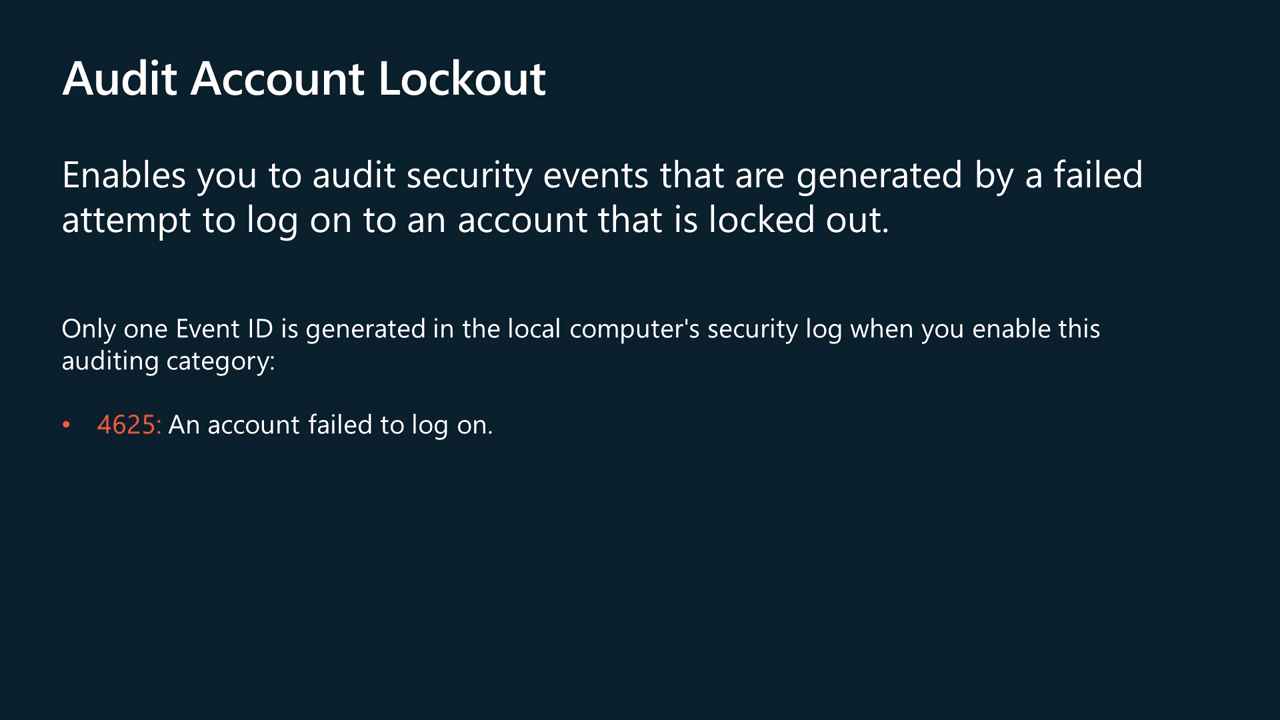 Audit Account Lockout
Enables you to audit security events that are generated by a failed
attempt to log on to an account that is locked out.
Only one Event ID is generated in the local computer's security log when you enable this
auditing category:
• 4625: An account failed to log on.